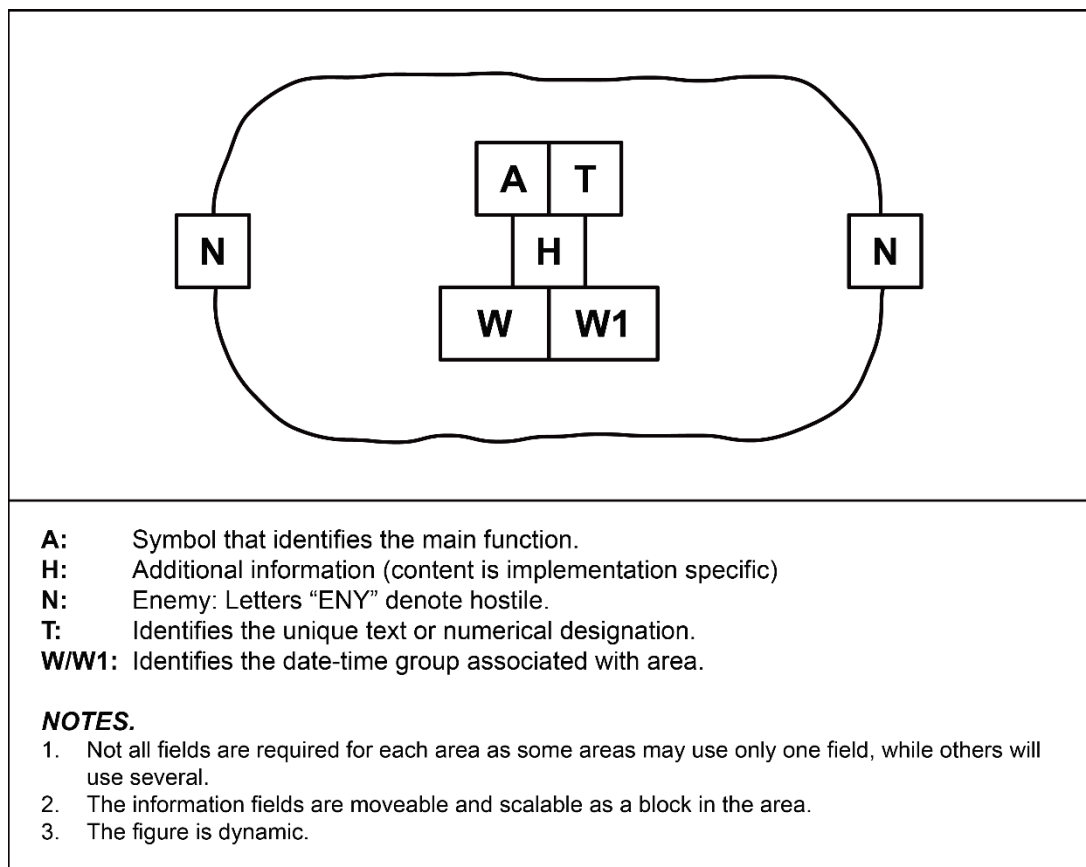 A T
N H N
W W1
A: Symbol that identifies the main function.
H: Additional information (content is implementation specific)
N: Enemy: Letters “ENY” denote hostile.
T: Identifies the unique text or numerical designation.
W/W1: Identifies the date-time group associated with area.
NOTES.
1. Not all fields are required for each area as some areas may use only one field, while others will
use several.
2. The information fields are moveable and scalable as a block in the area.
3. The figure is dynamic.